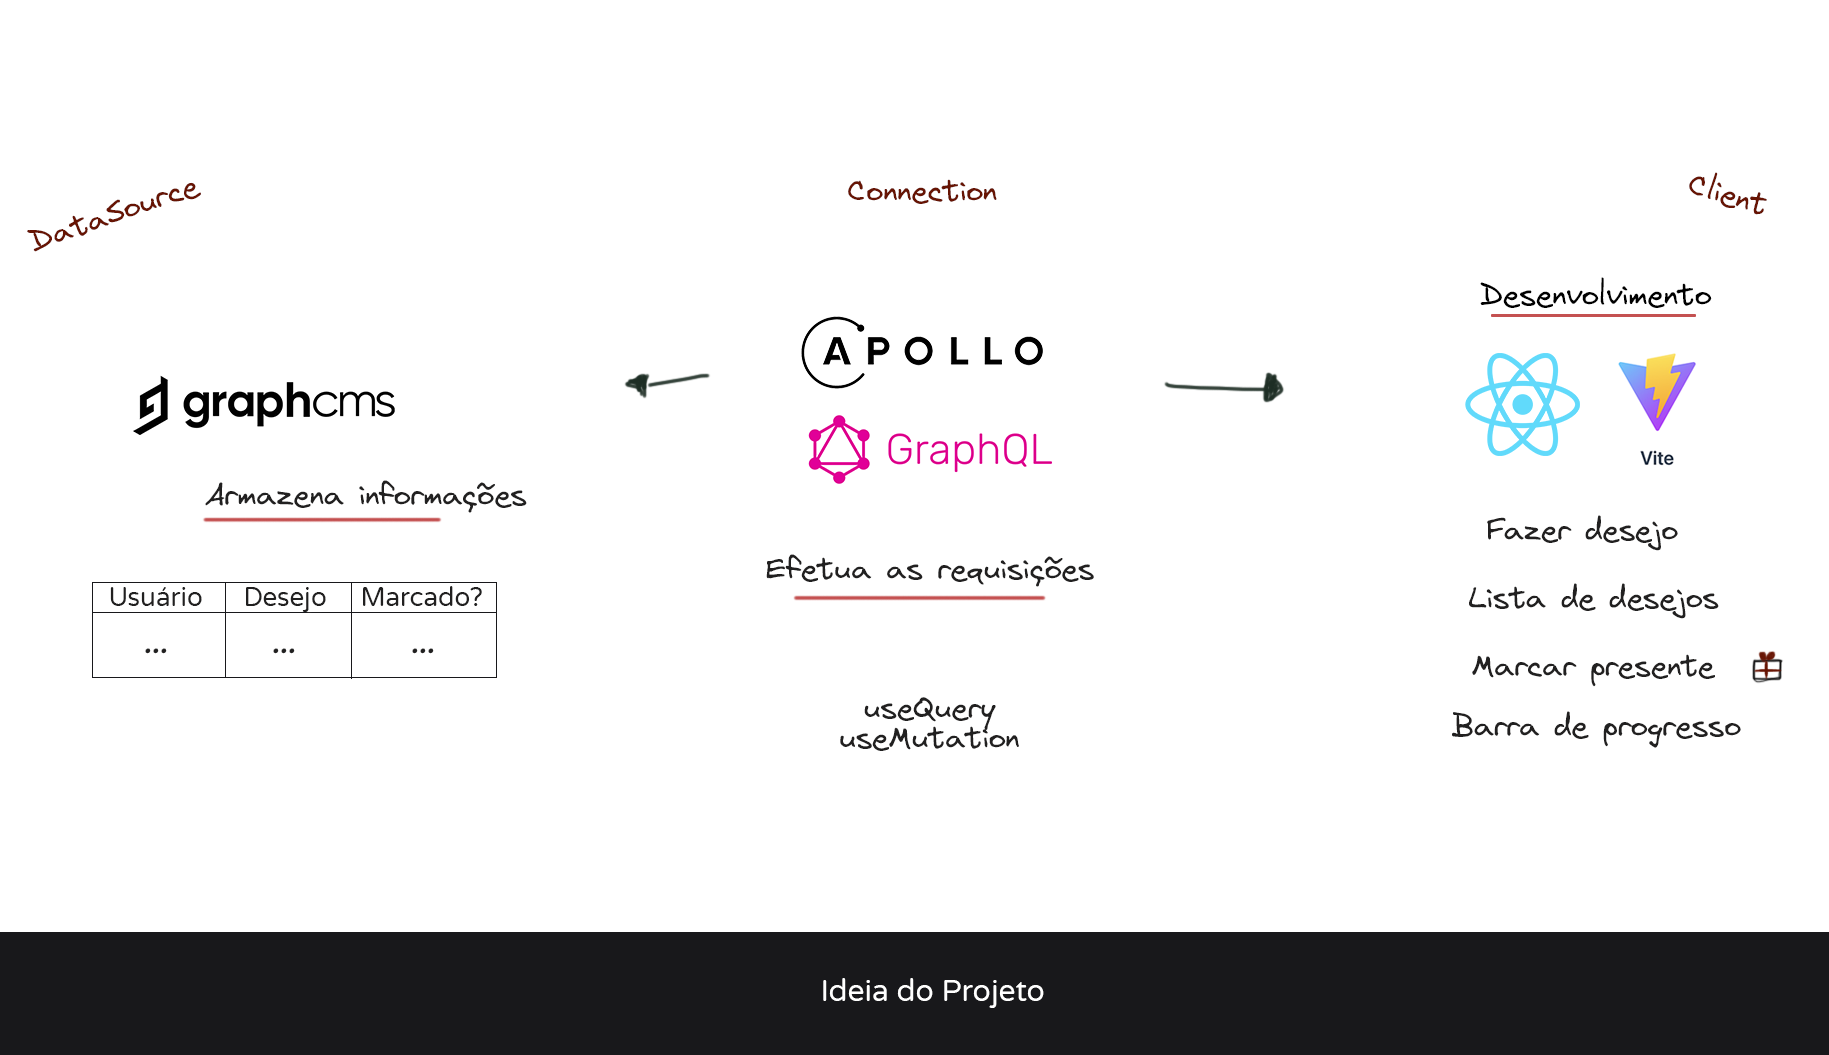 DataSource
Connection
Client
graphcms
Armazena informações
Usuário Desejo Marcado?
... ... ...
APOLLO
GraphQL
Efetua as requisições
useQuery
useMutation
Desenvolvimento
Vite
Fazer desejo
Lista de desejos
Marcar presente
Barra de progresso
Ideia do Projeto